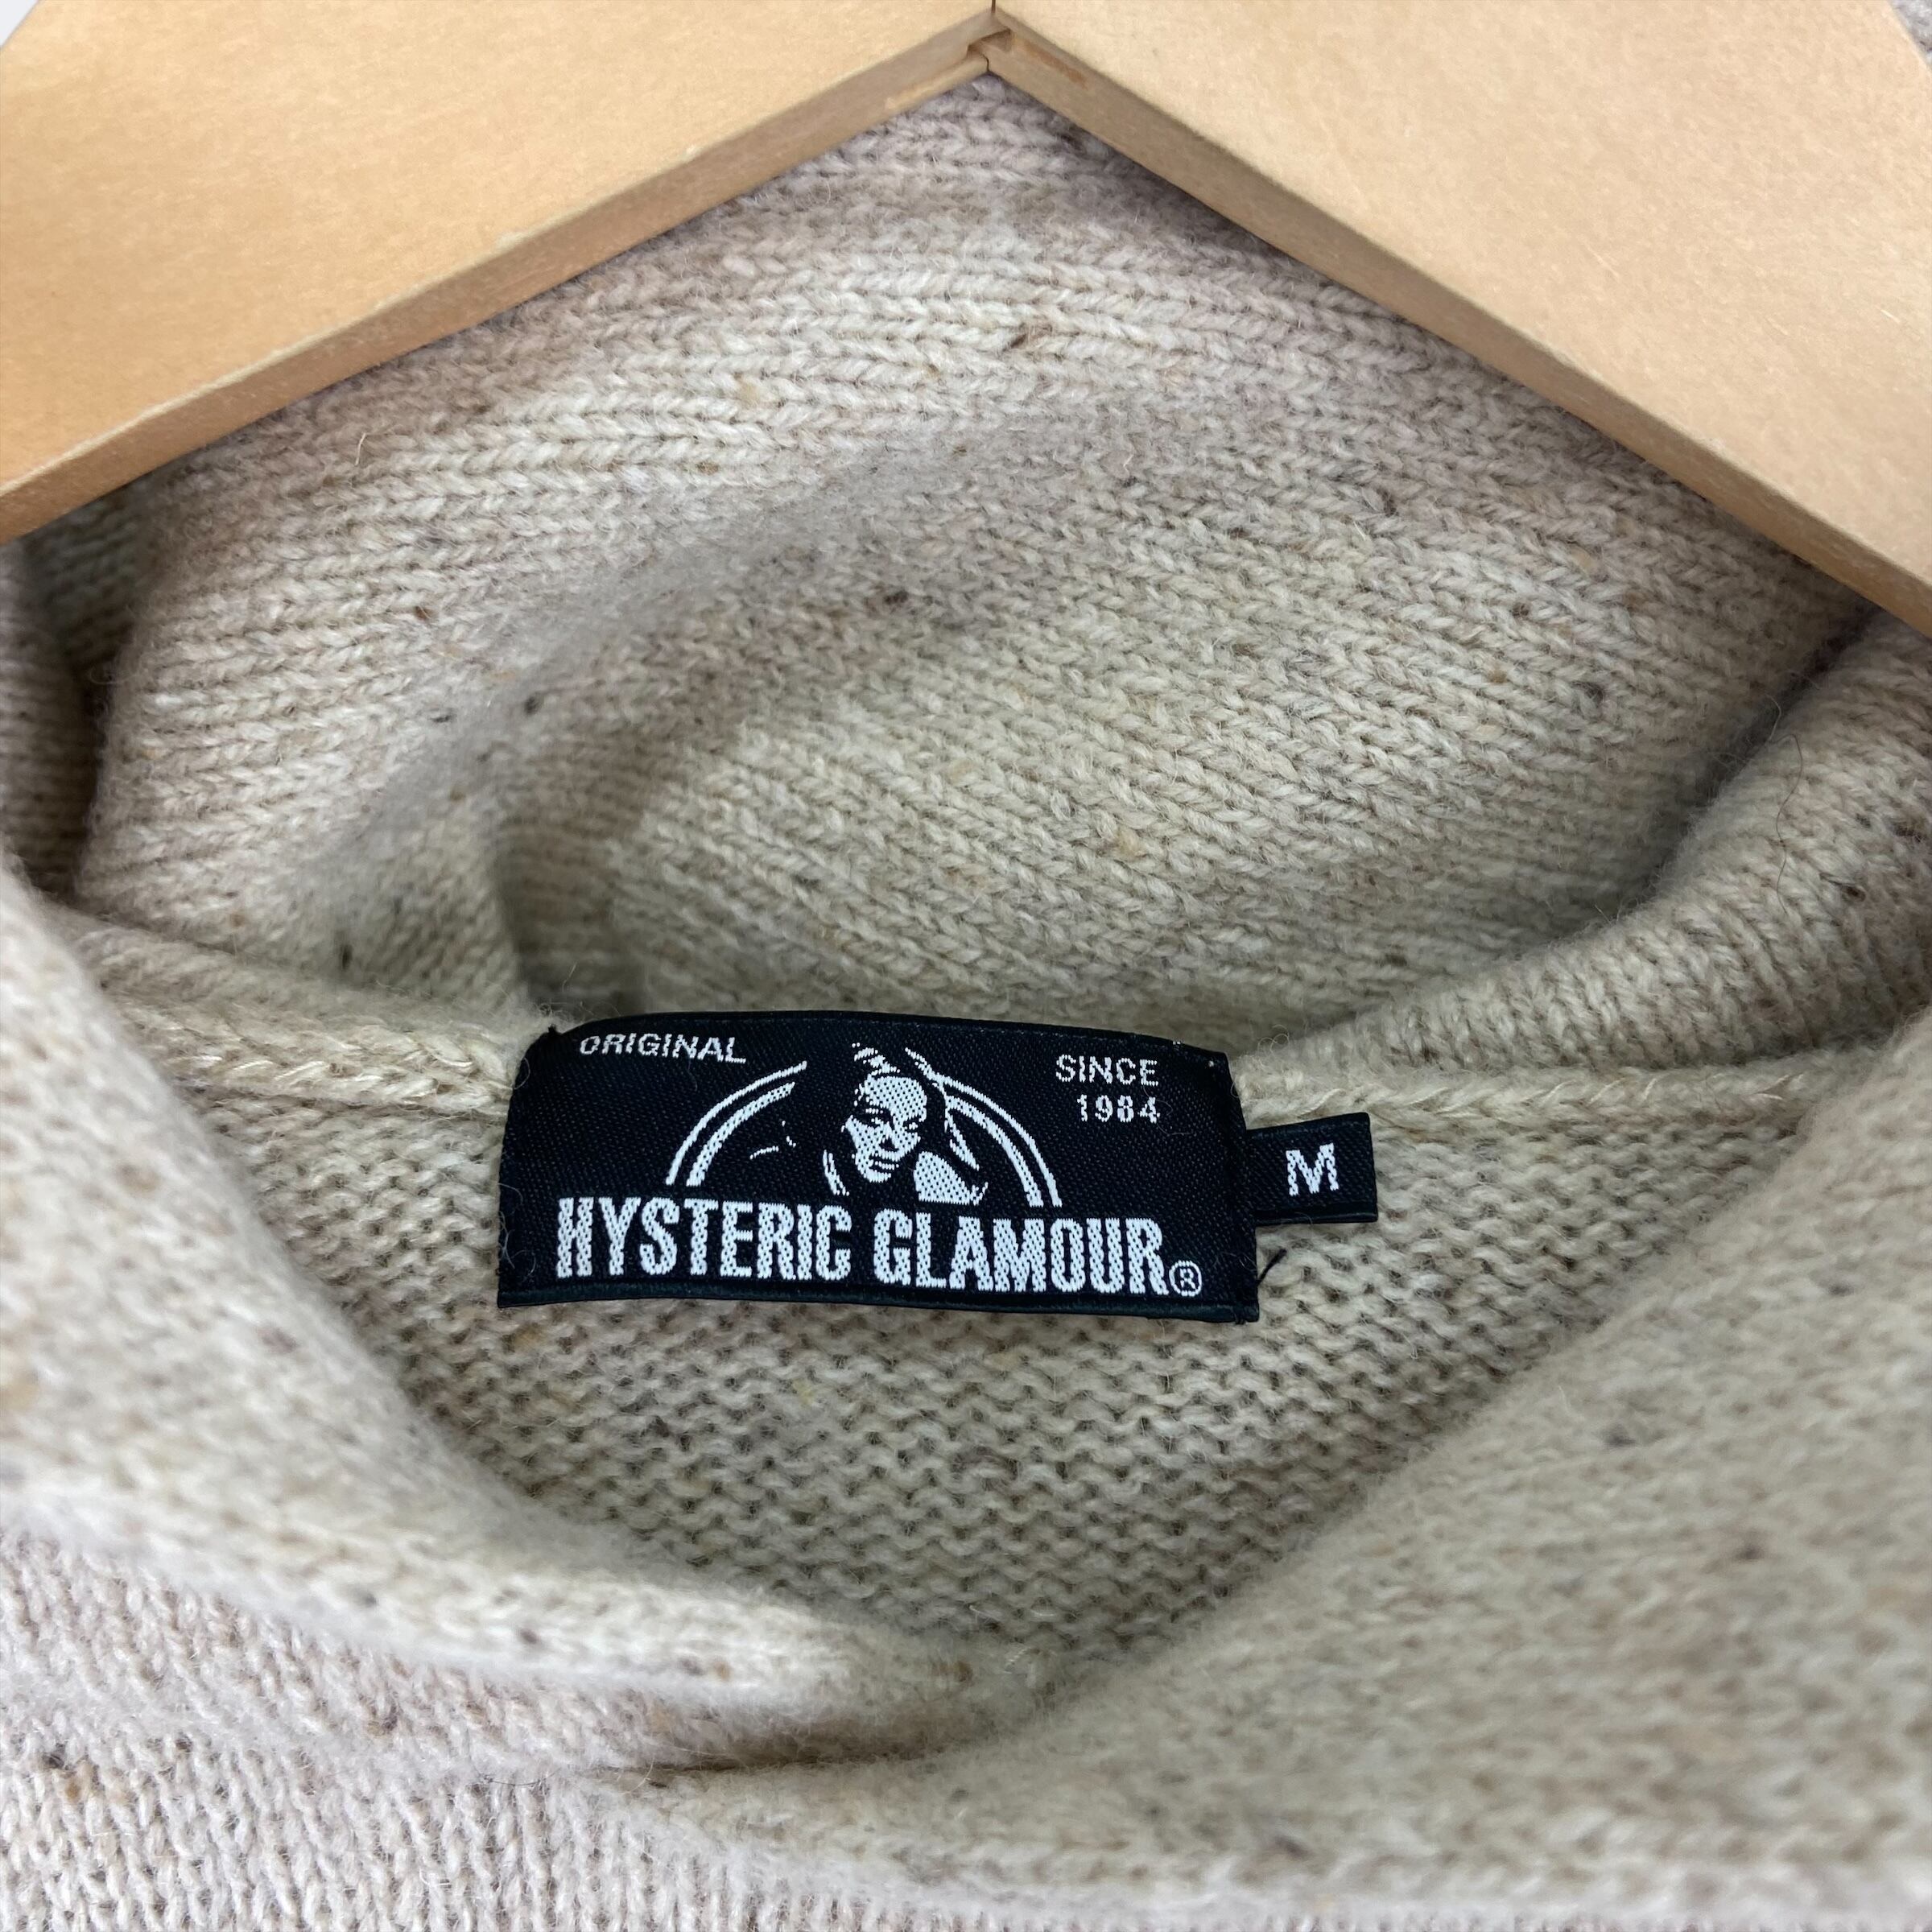 ORIGINAL
SINCE
1984
HYSTERIC GLAMOUR®
M